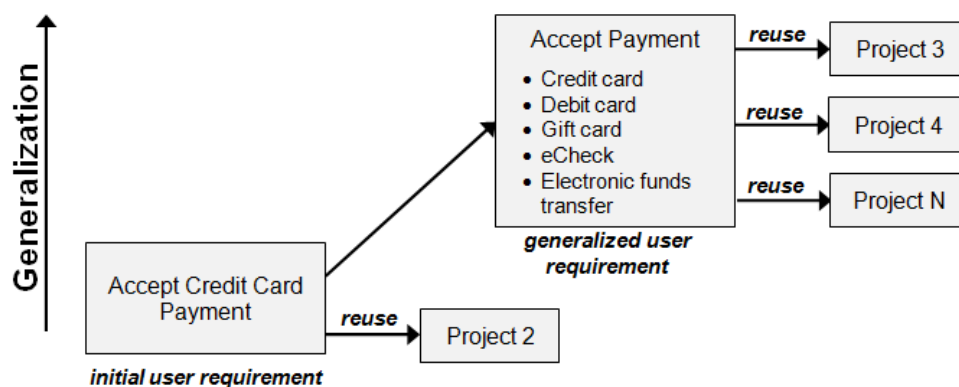 Generalization
Accept Payment
• Credit card
• Debit card
• Gift card
• eCheck
• Electronic funds
transfer
generalized user
requirement
reuse
Project 3
reuse
Project 4
reuse
Project N
Accept Credit Card
Payment
initial user requirement
reuse
Project 2